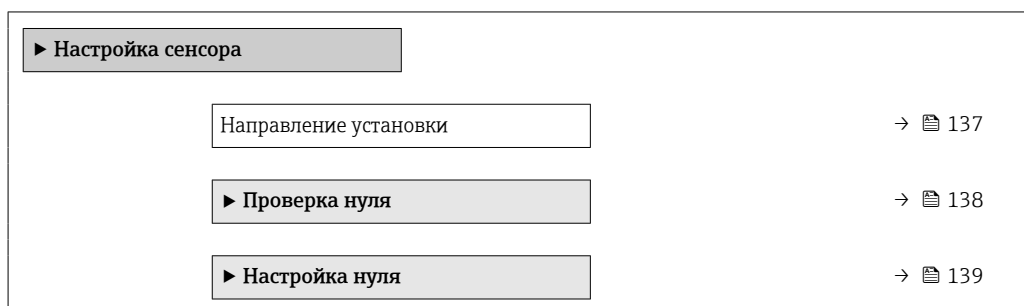 ► Настройка сенсора
Направление установки → 🖺 137
► Проверка нуля → 🖺 138
► Настройка нуля → 🖺 139